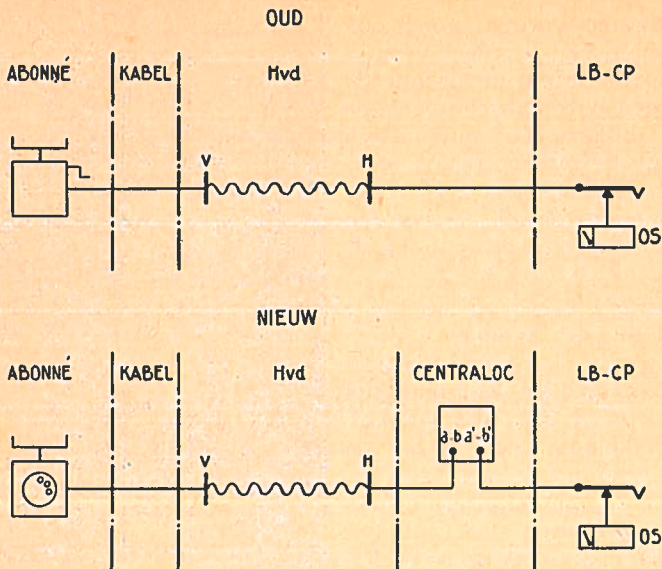 OUD
ABONNÉ KABEL Hvd LB-CP
V H
OS
NIEUW
ABONNÉ KABEL Hvd CENTRALOC LB-CP
a-b a'-b'
V H
OS